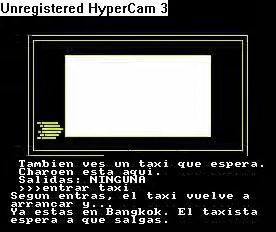 Unregistered HyperCam 3
Tambien ves un taxi que espera.
Charoen esta aqui.
Salidas: NINGUNA
>>>entrar taxi
Segun entras, el taxi vuelve a
arrancar y...
Ya estas en Bangkok. El taxista
espera a que salgas.